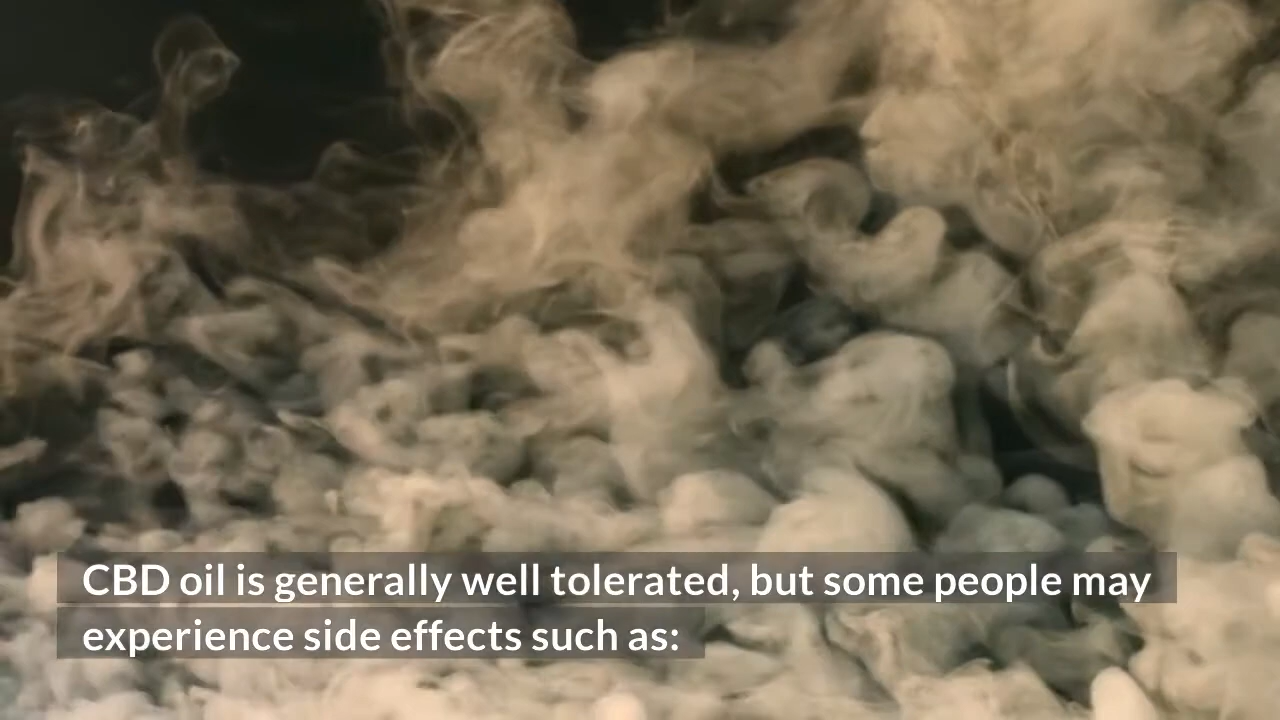 CBD oil is generally well tolerated, but some people may
experience side effects such as: